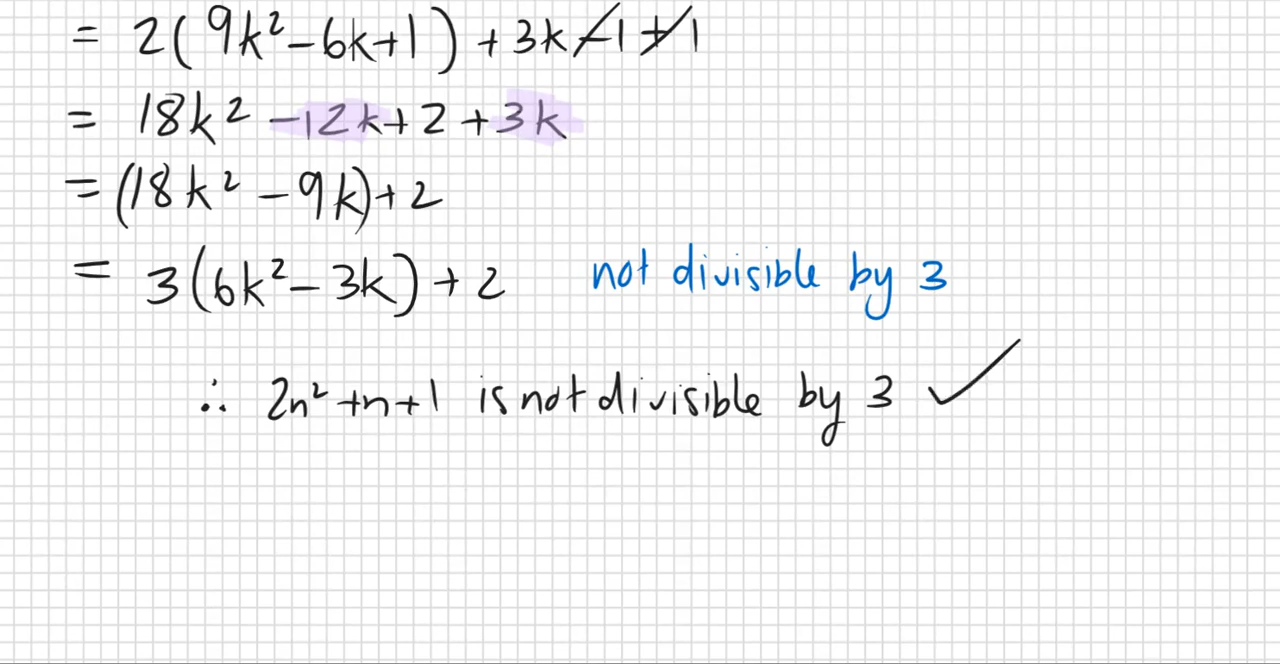 = 2(9k²-6k+1) + 3k-1+1
= 18k² -12k+2+3k
= (18k² - 9k)+2
= 3(6k²-3k)+2 not divisible by 3
∴ 2n²+n+1 is not divisible by 3 ✓